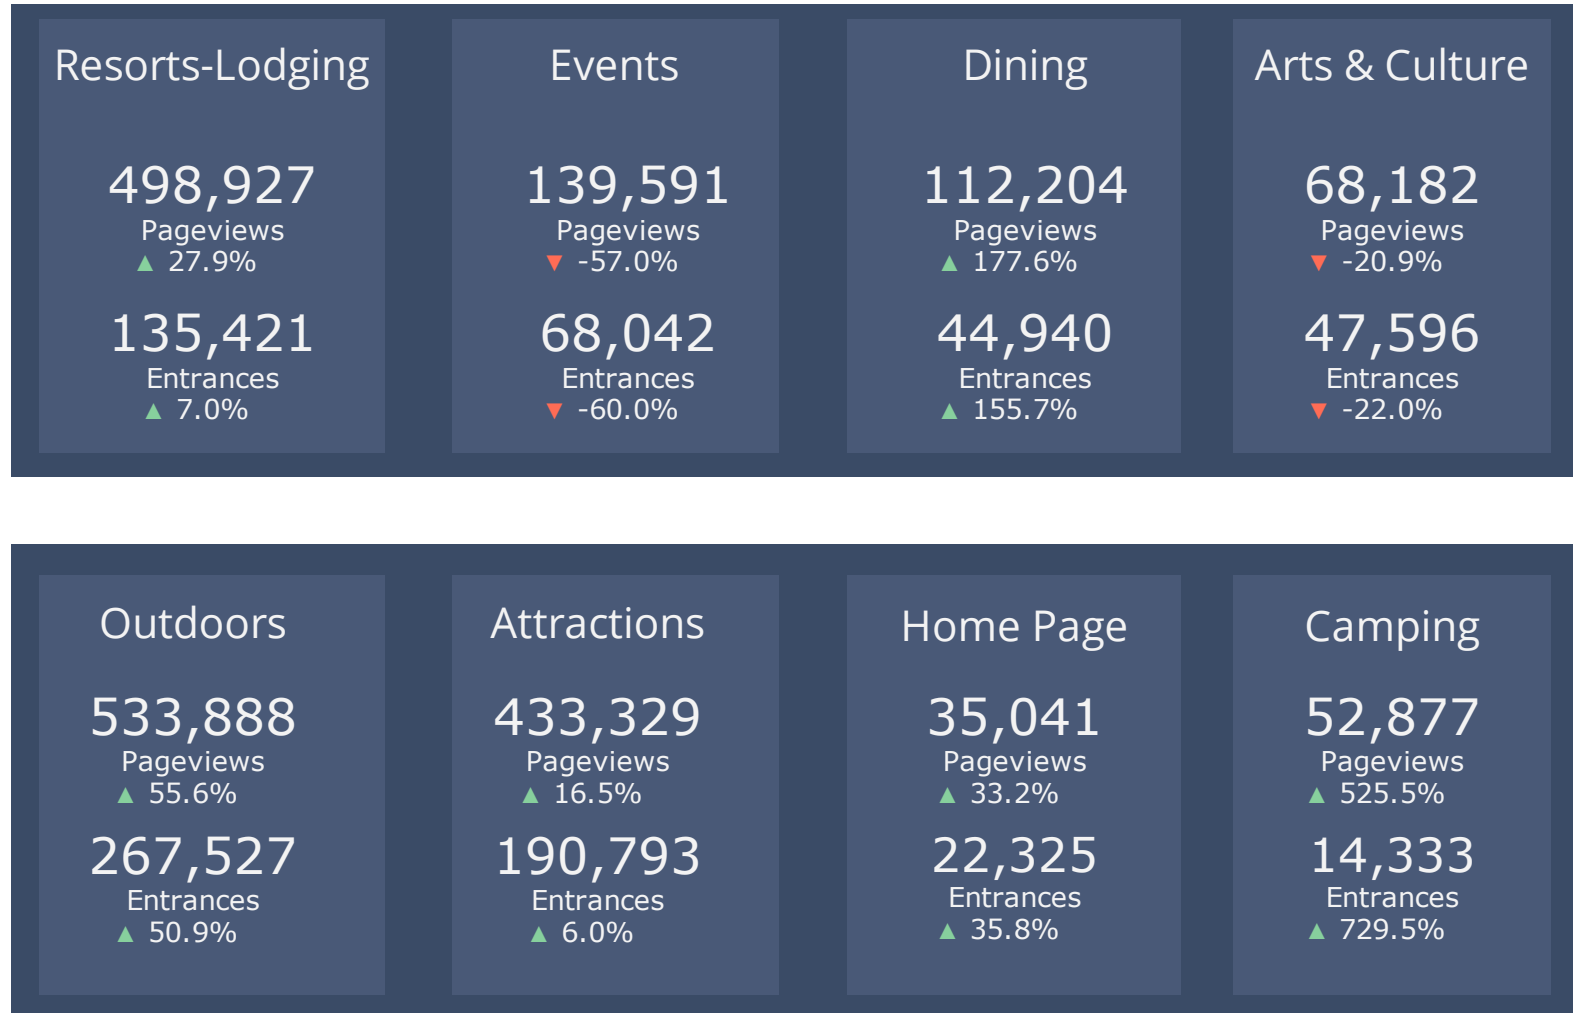 Resorts-Lodging
498,927
Pageviews
▲ 27.9%
135,421
Entrances
▲ 7.0%
Events
139,591
Pageviews
▼ -57.0%
68,042
Entrances
▼ -60.0%
Dining
112,204
Pageviews
▲ 177.6%
44,940
Entrances
▲ 155.7%
Arts & Culture
68,182
Pageviews
▼ -20.9%
47,596
Entrances
▼ -22.0%
Outdoors
533,888
Pageviews
▲ 55.6%
267,527
Entrances
▲ 50.9%
Attractions
433,329
Pageviews
▲ 16.5%
190,793
Entrances
▲ 6.0%
Home Page
35,041
Pageviews
▲ 33.2%
22,325
Entrances
▲ 35.8%
Camping
52,877
Pageviews
▲ 525.5%
14,333
Entrances
▲ 729.5%